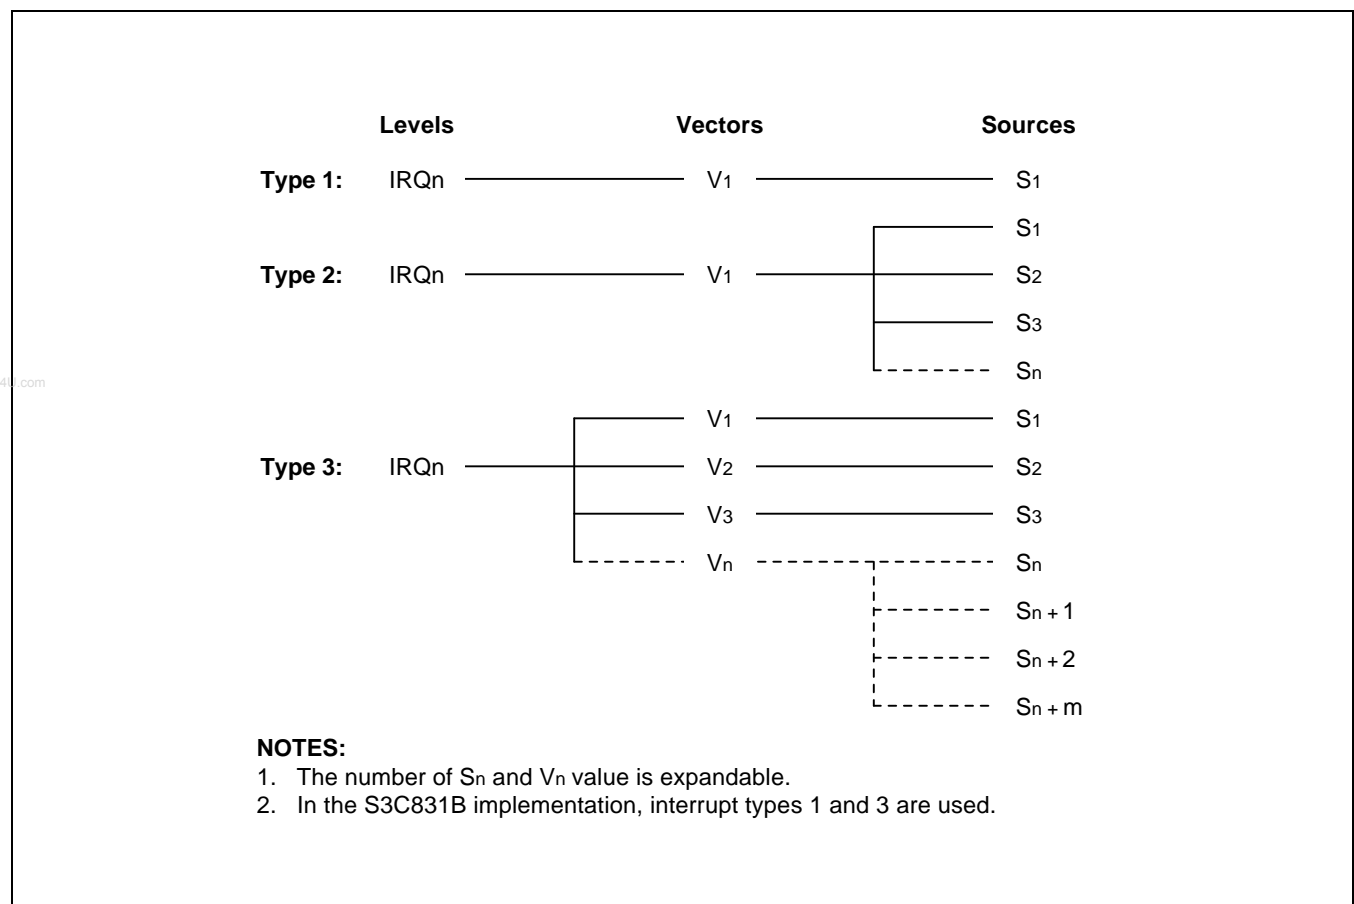 Levels Vectors Sources
Type 1: IRQn V1 S1
S1
Type 2: IRQn V1 S2
S3
Sn
4U.com
V1 S1
Type 3: IRQn V2 S2
V3 S3
Vn Sn
Sn + 1
Sn + 2
Sn + m
NOTES:
1. The number of Sn and Vn value is expandable.
2. In the S3C831B implementation, interrupt types 1 and 3 are used.